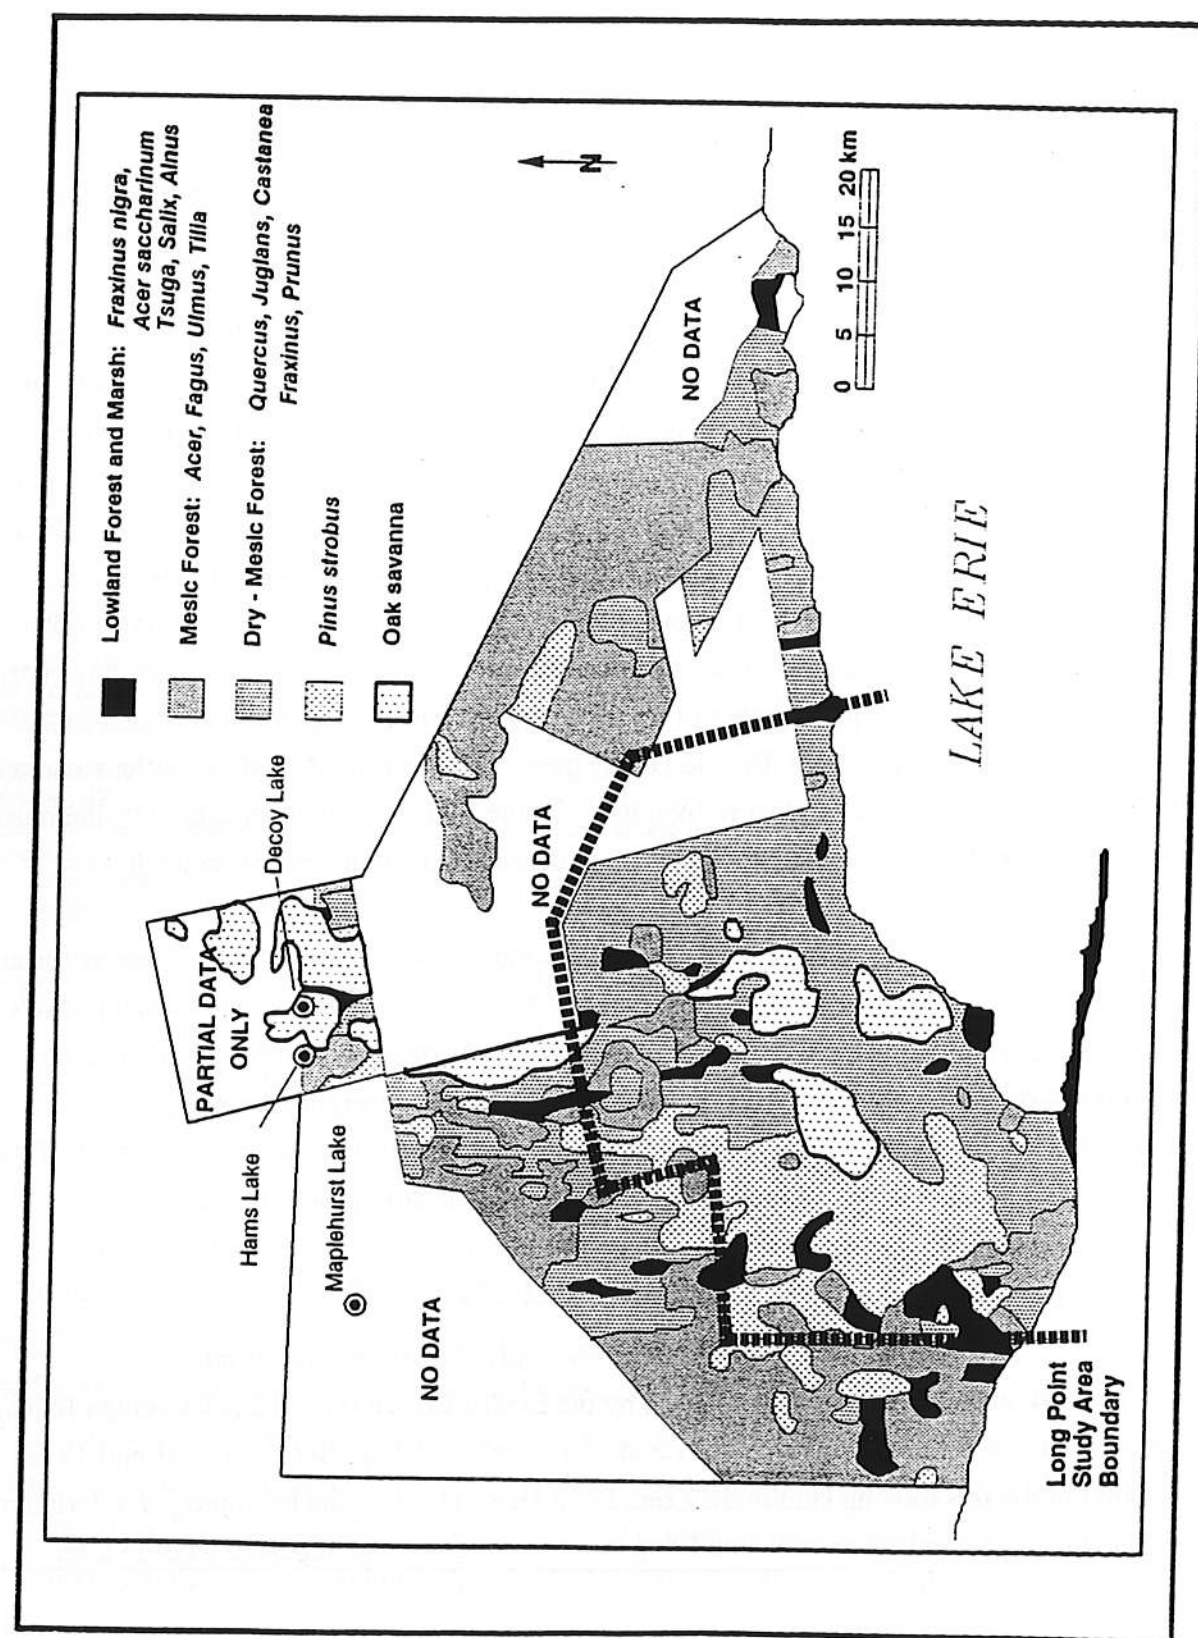 Lowland Forest and Marsh: Fraxinus nigra,
Acer saccharinum
Tsuga, Salix, Alnus
Mesic Forest: Acer, Fagus, Ulmus, Tilia
Dry - Mesic Forest: Quercus, Juglans, Castanea
Fraxinus, Prunus
Pinus strobus
Oak savanna
N
Decoy Lake
PARTIAL DATA
ONLY
Hams Lake
Maplehurst Lake
NO DATA
NO DATA
NO DATA
0 5 10 15 20 km
LAKE ERIE
Long Point
Study Area
Boundary